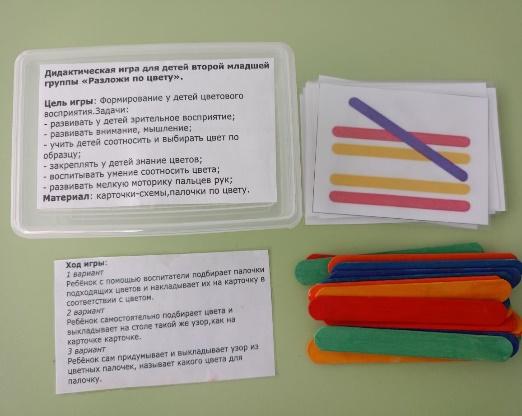 Дидактическая игра для детей второй младшей
группы «Разложи по цвету».
Цель игры: Формирование у детей цветового
восприятия.Задачи:
- развивать у детей зрительное восприятие;
- развивать внимание, мышление;
- учить детей соотносить и выбирать цвет по
образцу;
- закреплять у детей знание цветов;
- воспитывать умение соотносить цвета;
- развивать мелкую моторику пальцев рук;
Материал: карточки-схемы,палочки по цвету.
Ход игры:
1 вариант
Ребёнок с помощью воспитатели подбирает палочки
подходящих цветов и накладывает их на карточку в
соответствии с цветом.
2 вариант
Ребёнок самостоятельно подбирает цвета и
выкладывает на столе такой же узор,как на
карточке карточке.
3 вариант
Ребёнок сам придумывает и выкладывает узор из
цветных палочек, называет какого цвета для
палочку.